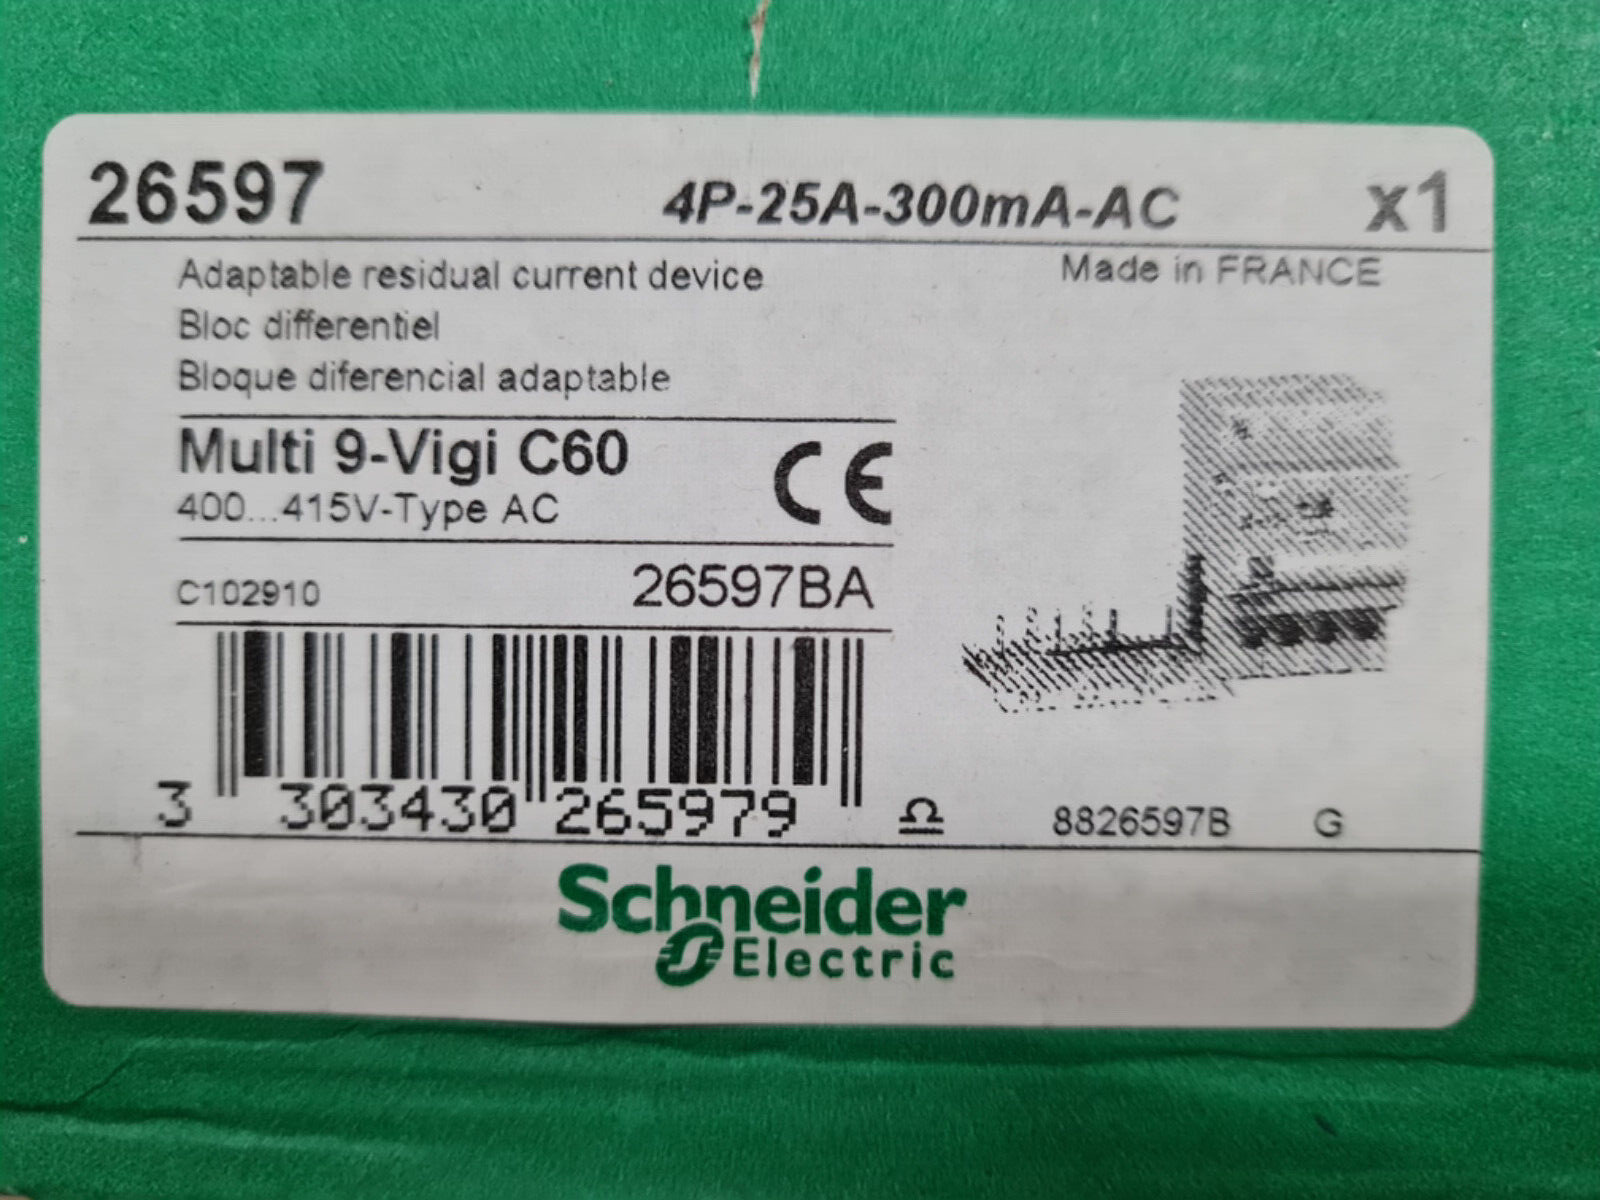 26597 4P-25A-300mA-AC x1
Adaptable residual current device Made in FRANCE
Bloc differentiel
Bloque diferencial adaptable
Multi 9-Vigi C60 CE
400...415V-Type AC
C102910 26597BA
3 303430 265979 8826597B G
Schneider
Electric